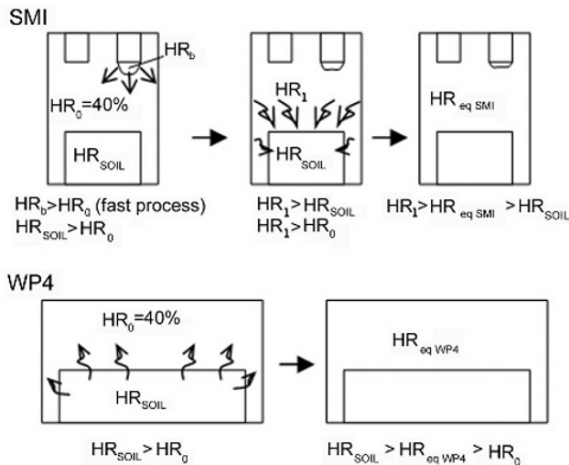 SMI
HR_b
HR_0=40%
HR_SOIL
HR_b>HR_0 (fast process)
HR_SOIL>HR_0
HR_1
HR_SOIL
HR_1>HR_SOIL
HR_1>HR_0
HR_eq SMI
HR_1>HR_eq SMI >HR_SOIL
WP4
HR_0=40%
HR_SOIL
HR_SOIL>HR_0
HR_eq WP4
HR_SOIL>HR_eq WP4 >HR_0